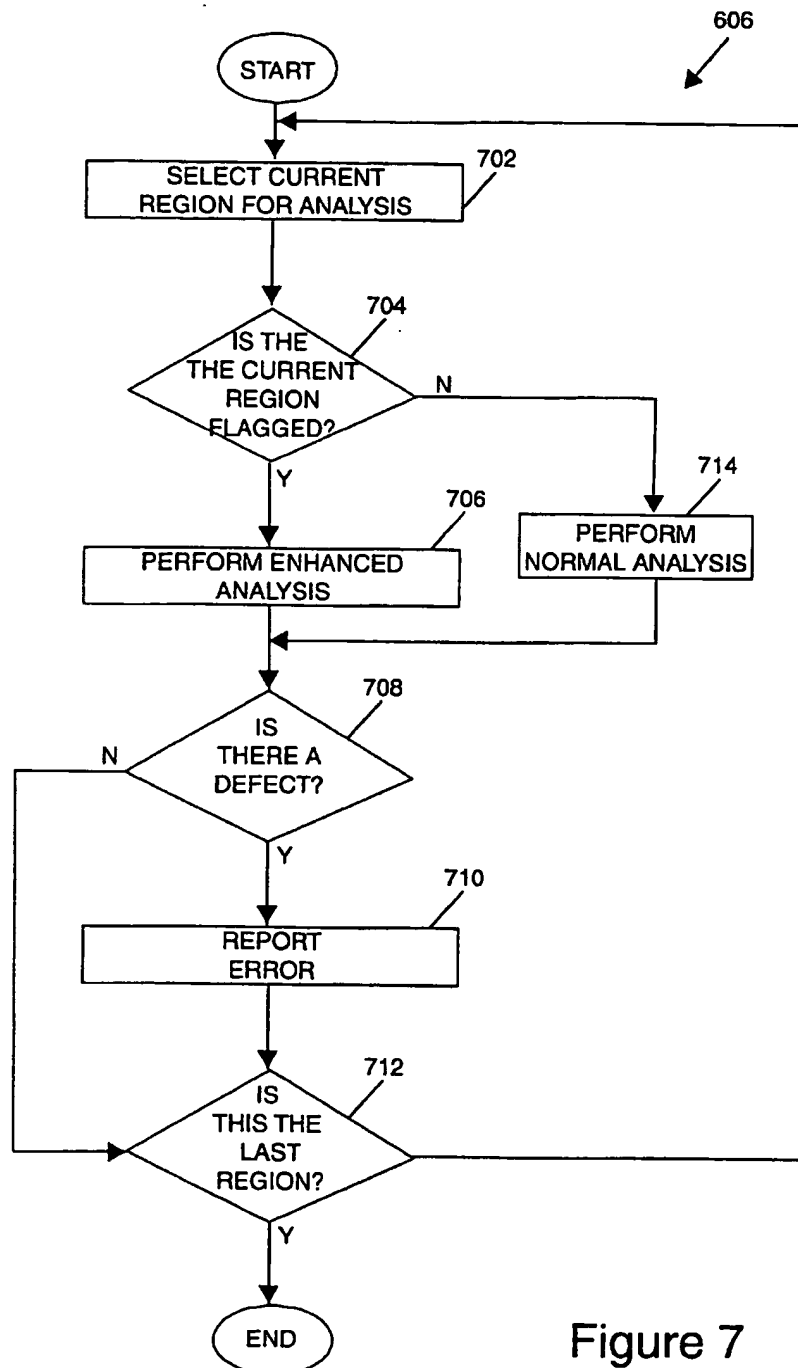 606
START
702
SELECT CURRENT
REGION FOR ANALYSIS
704
IS THE
THE CURRENT
REGION
FLAGGED?
N
Y
714
706
PERFORM
NORMAL ANALYSIS
PERFORM ENHANCED
ANALYSIS
708
IS
THERE A
DEFECT?
N
Y
710
REPORT
ERROR
712
IS
THIS THE
LAST
REGION?
Y
END
Figure 7